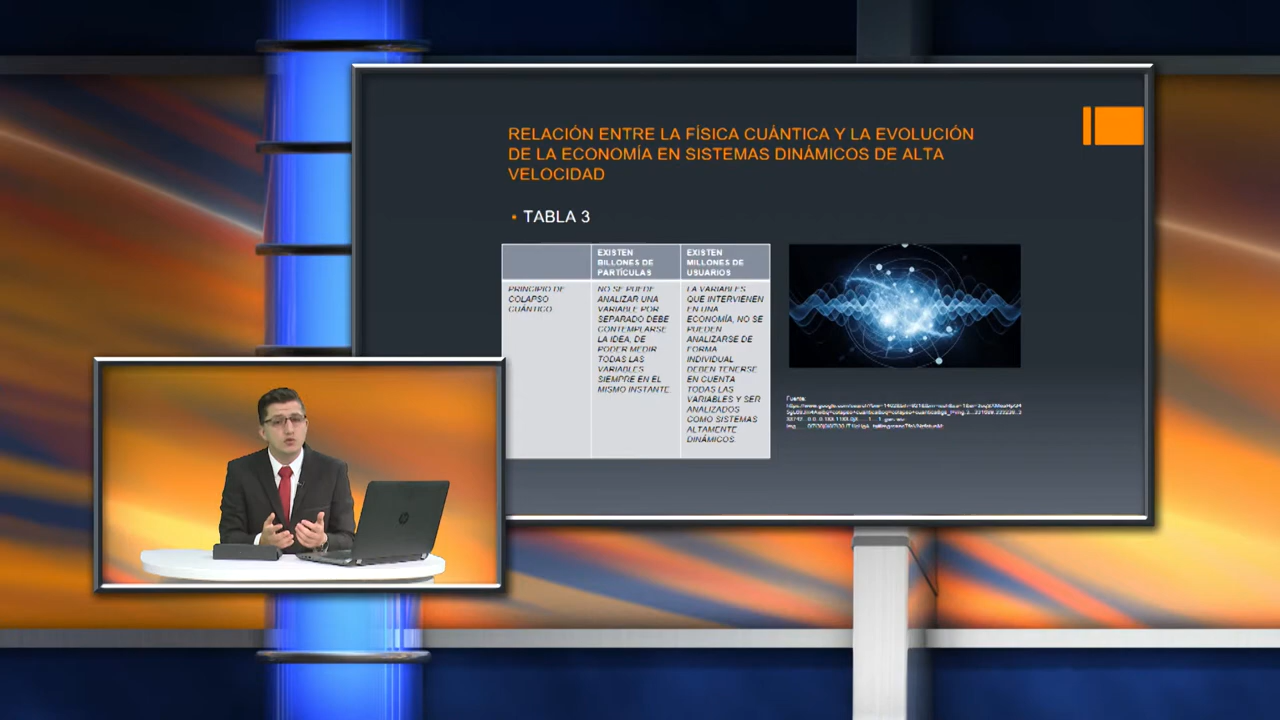 RELACIÓN ENTRE LA FÍSICA CUÁNTICA Y LA EVOLUCIÓN
DE LA ECONOMÍA EN SISTEMAS DINÁMICOS DE ALTA
VELOCIDAD
• TABLA 3
EXISTEN
BILLONES DE
PARTÍCULAS
EXISTEN
MILLONES DE
USUARIOS
PRINCIPIO DE
COLAPSO
CUÁNTICO
NO SE PUEDE
ANALIZAR UNA
VARIABLE POR
SEPARADO DEBE
CONTEMPLARSE
LA IDEA, DE
PODER MEDIR
TODAS LAS
VARIABLES
SIEMPRE EN EL
MISMO INSTANTE.
LA VARIABLES
QUE INTERVIENEN
EN UNA
ECONOMÍA, NO SE
PUEDEN
ANALIZARSE DE
FORMA
INDIVIDUAL
DEBEN TENERSE
EN CUENTA
TODAS LAS
VARIABLES Y SER
ANALIZADOS
COMO SISTEMAS
ALTAMENTE
DINÁMICOS.
Fuente: